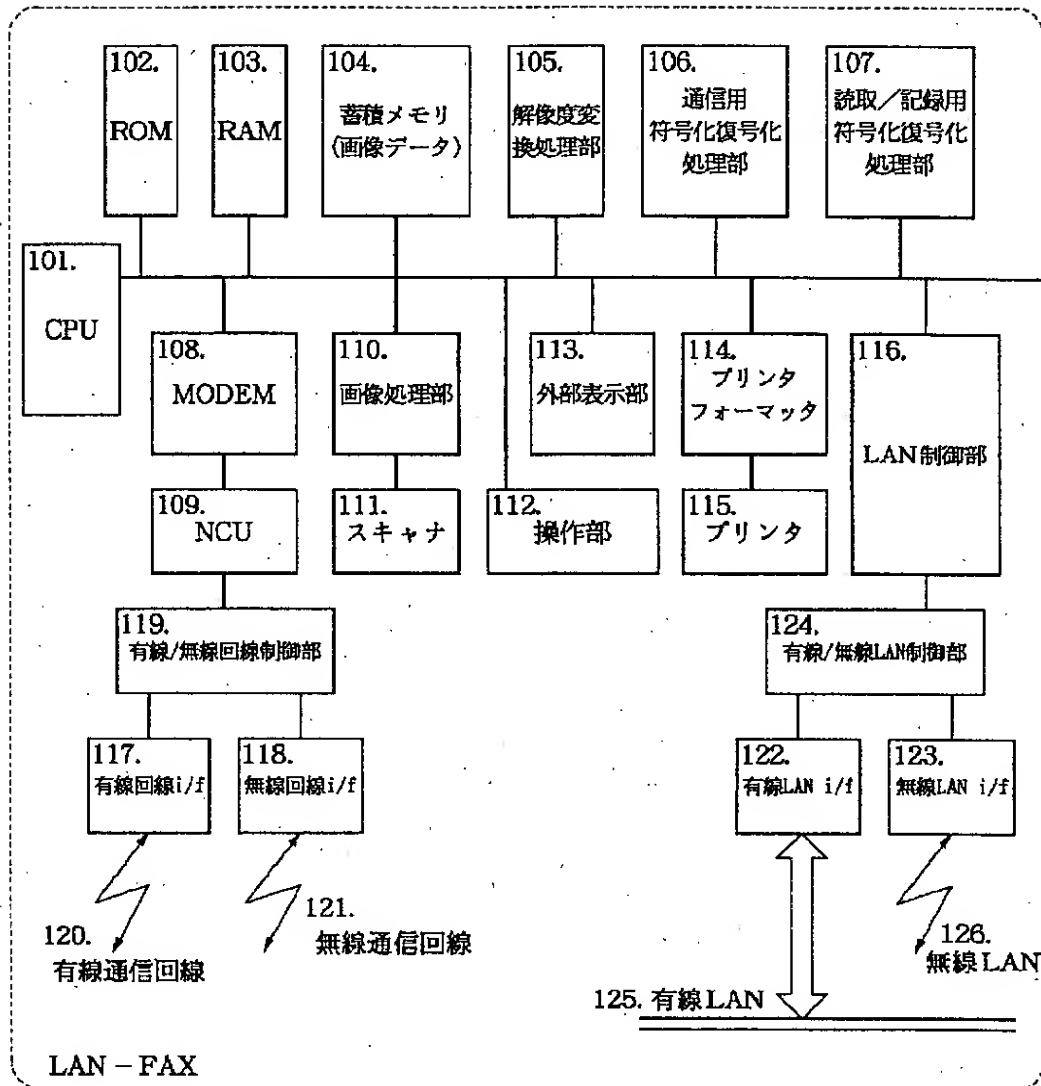 102.
ROM
103.
RAM
104.
蓄積メモリ
(画像データ)
105.
解像度変
換処理部
106.
通信用
符号化復号化
処理部
107.
読取/記録用
符号化復号化
処理部
101.
CPU
108.
MODEM
110.
画像処理部
113.
外部表示部
114.
プリンタ
フォーマッタ
116.
LAN制御部
109.
NCU
111.
スキャナ
112.
操作部
115.
プリンタ
119.
有線/無線回線制御部
124.
有線/無線LAN制御部
117.
有線回線i/f
118.
無線回線i/f
122.
有線LAN i/f
123.
無線LAN i/f
120.
有線通信回線
121.
無線通信回線
126.
無線LAN
125. 有線LAN
LAN－FAX